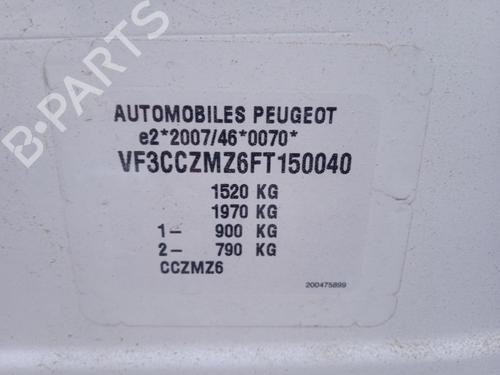 B-PARTS
AUTOMOBILES PEUGEOT
e2*2007/46*0070*
VF3CCZMZ6FT150040
1520 KG
1970 KG
1– 900 KG
2– 790 KG
CCZMZ6
200475899